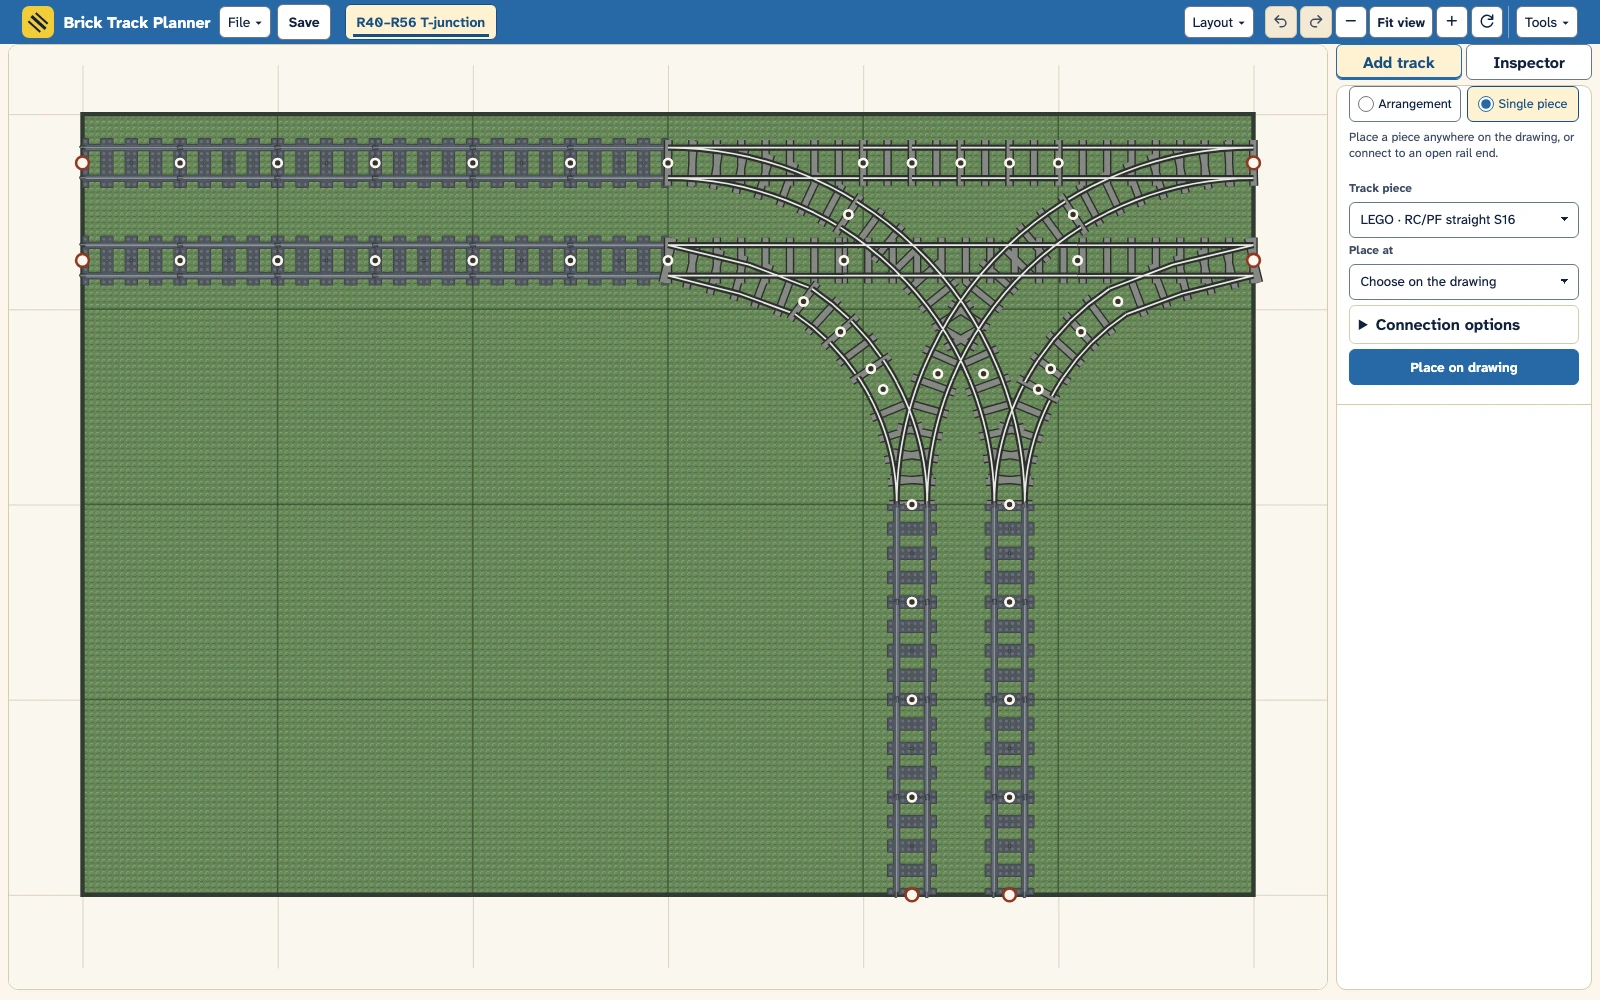 Brick Track Planner
File
Save
R40–R56 T-junction
Layout
Fit view
Tools
Add track
Inspector
Arrangement
Single piece
Place a piece anywhere on the drawing, or
connect to an open rail end.
Track piece
LEGO · RC/PF straight S16
Place at
Choose on the drawing
Connection options
Place on drawing